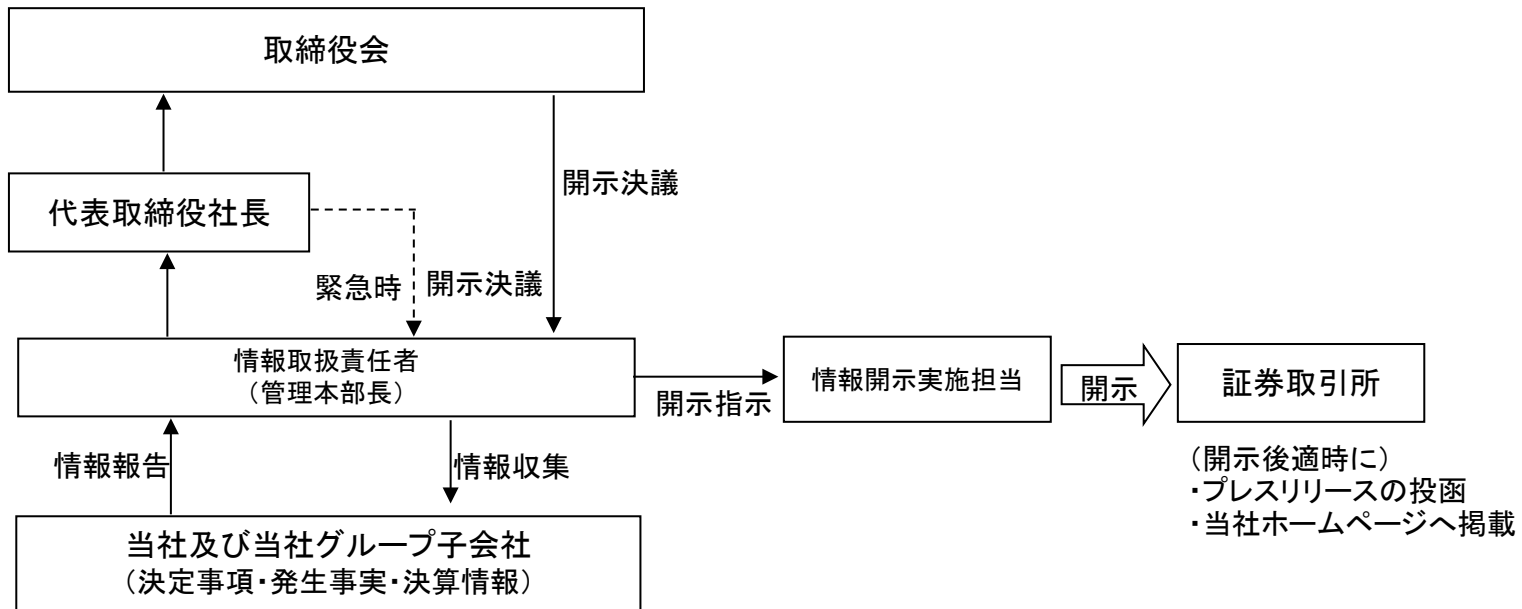 取締役会
開示決議
代表取締役社長
緊急時
開示決議
情報取扱責任者
（管理本部長）
開示指示
情報開示実施担当
開示
証券取引所
情報報告
情報収集
（開示後適時に）
・プレスリリースの投函
・当社ホームページへ掲載
当社及び当社グループ子会社
（決定事項・発生事実・決算情報）